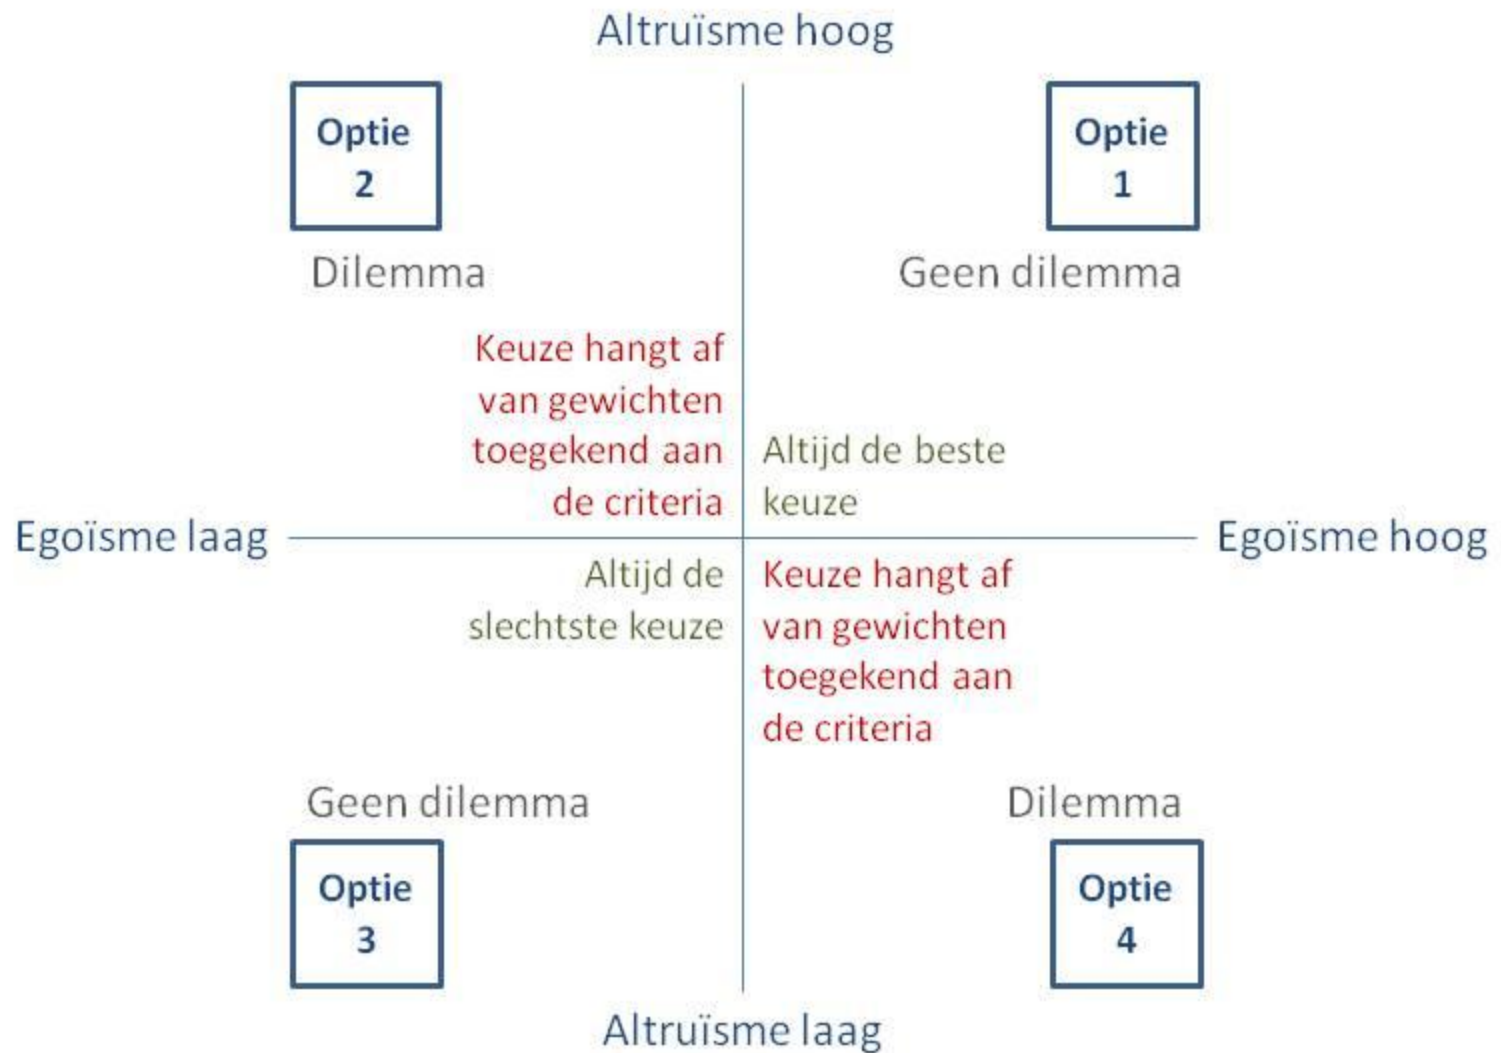 Altruïsme hoog
Optie
2
Dilemma
Keuze hangt af
van gewichten
toegekend aan
de criteria
Optie
1
Geen dilemma
Altijd de beste
keuze
Egoïsme laag
Egoïsme hoog
Altijd de
slechtste keuze
Geen dilemma
Optie
3
Keuze hangt af
van gewichten
toegekend aan
de criteria
Dilemma
Optie
4
Altruïsme laag